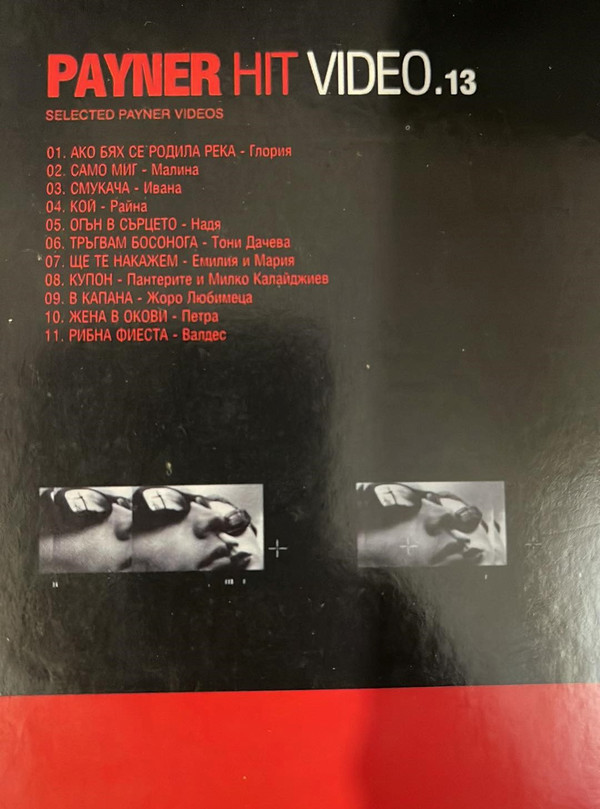 PAYNER HIT VIDEO.13
SELECTED PAYNER VIDEOS
01. АКО БЯХ СЕ РОДИЛА РЕКА - Глория
02. САМО МИГ - Малина
03. СМУКАЧА - Ивана
04. КОЙ - Райна
05. ОГЪН В СЪРЦЕТО - Надя
06. ТРЪГВАМ БОСОНОГА - Тони Дачева
07. ЩЕ ТЕ НАКАЖЕМ - Емилия и Мария
08. КУПОН - Пантерите и Милко Калайджиев
09. В КАПАНА - Жоро Любимеца
10. ЖЕНА В ОКОВИ - Петра
11. РИБНА ФИЕСТА - Валдес